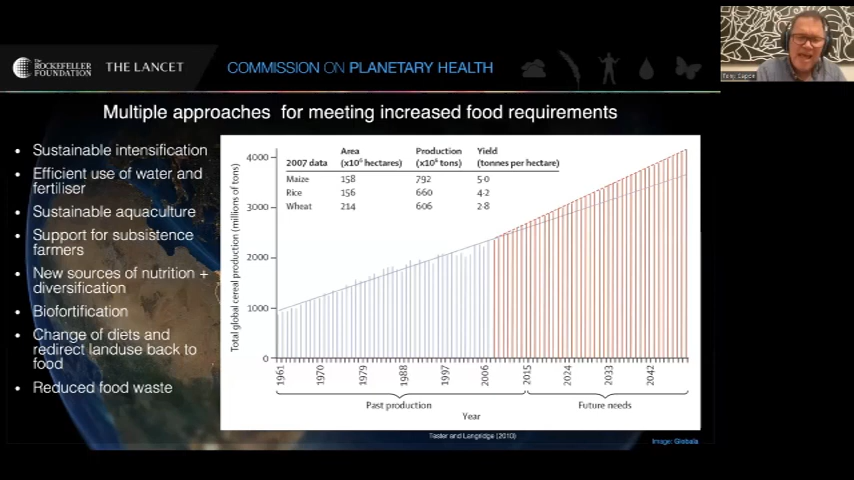 The
ROCKEFELLER
FOUNDATION
THE LANCET
COMMISSION ON PLANETARY HEALTH
Multiple approaches for meeting increased food requirements
• Sustainable intensification
• Efficient use of water and
fertiliser
• Sustainable aquaculture
• Support for subsistence
farmers
• New sources of nutrition +
diversification
• Biofortification
• Change of diets and
redirect landuse back to
food
• Reduced food waste
Total global cereal production (millions of tons)
4000
3000
2000
1000
0
2007 data Area (x10⁶ hectares) Production (x10⁶ tons) Yield (tonnes per hectare)
Maize 158 792 5·0
Rice 156 660 4·2
Wheat 214 606 2·8
1961 1970 1979 1988 1997 2006 2015 2024 2033 2042
Past production Future needs
Year
Tester and Langridge (2010)
Image: Globaïa